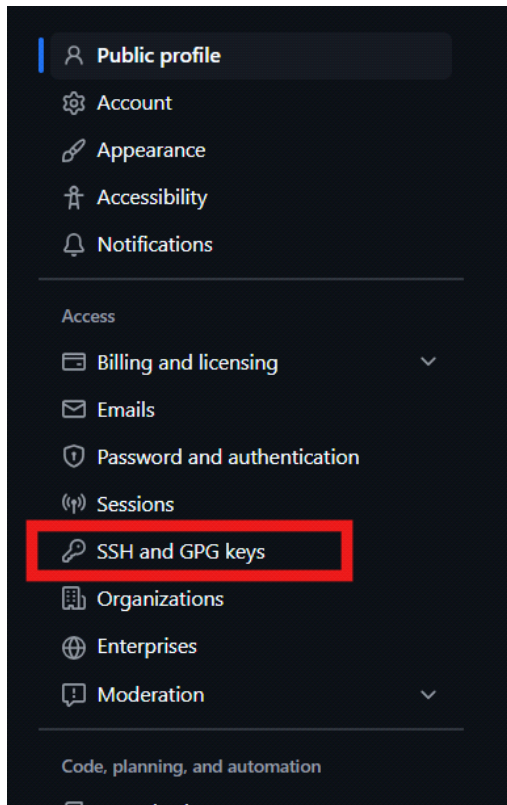 Public profile
Account
Appearance
Accessibility
Notifications
Access
Billing and licensing
Emails
Password and authentication
Sessions
SSH and GPG keys
Organizations
Enterprises
Moderation
Code, planning, and automation